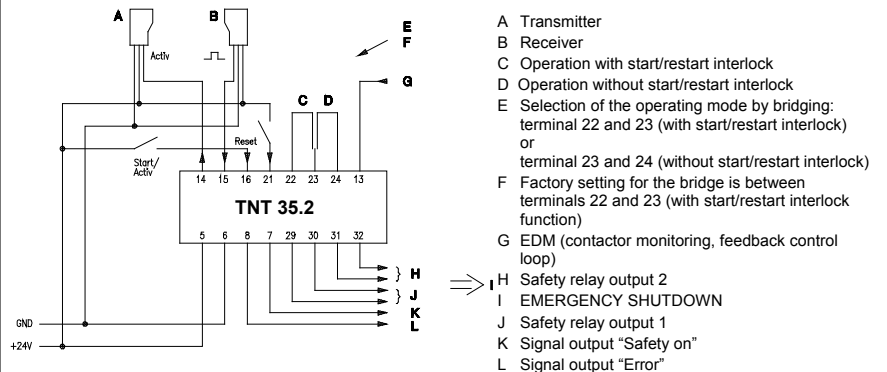 A
B
Activ
E
F
G
C
D
Reset
Start/
Activ
14 15 16 21 22 23 24 13
TNT 35.2
5 6 8 7 29 30 31 32
H
I
J
K
L
GND
+24V
A Transmitter
B Receiver
C Operation with start/restart interlock
D Operation without start/restart interlock
E Selection of the operating mode by bridging:
terminal 22 and 23 (with start/restart interlock)
or
terminal 23 and 24 (without start/restart interlock)
F Factory setting for the bridge is between
terminals 22 and 23 (with start/restart interlock
function)
G EDM (contactor monitoring, feedback control
loop)
H Safety relay output 2
I EMERGENCY SHUTDOWN
J Safety relay output 1
K Signal output “Safety on”
L Signal output “Error”